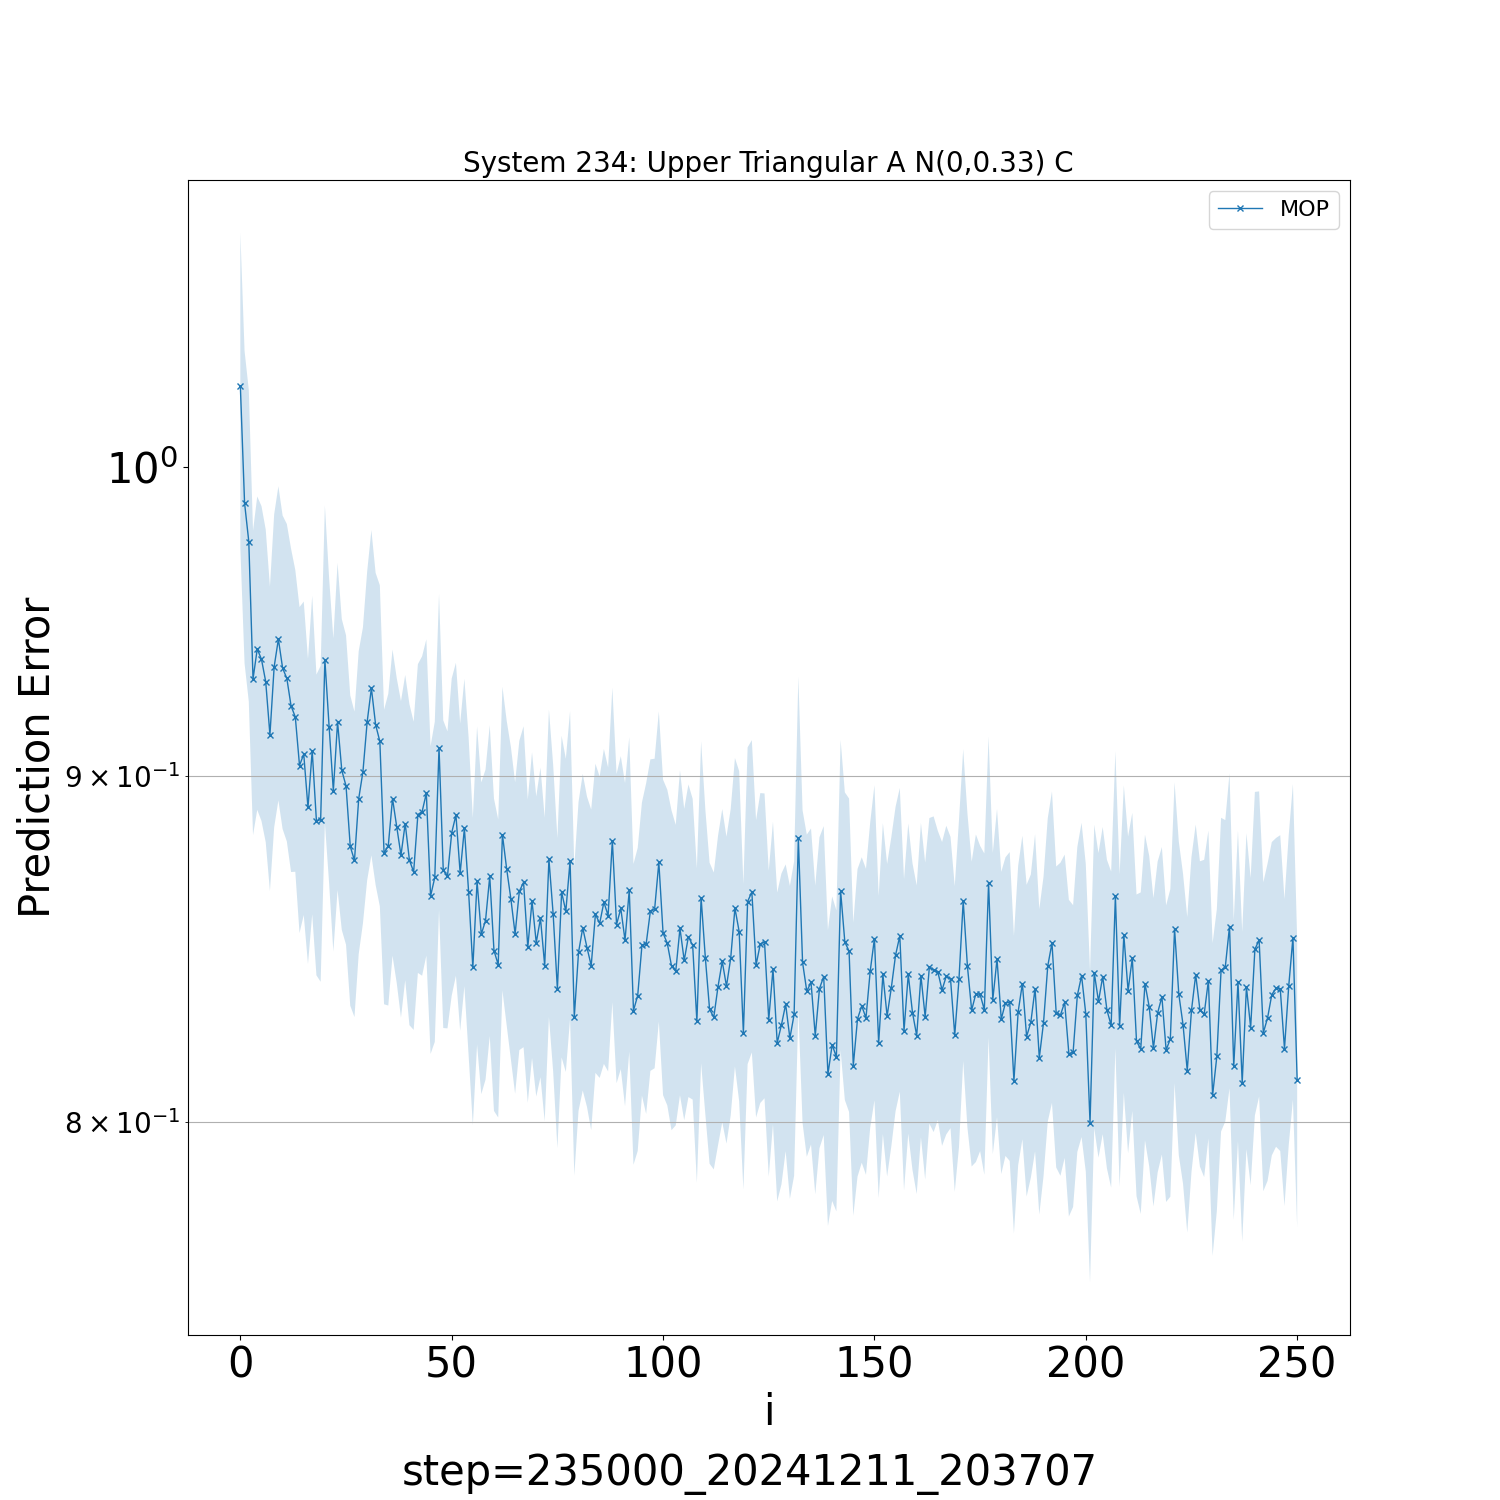 System 234: Upper Triangular A N(0,0.33) C
MOP
10⁰
9 × 10⁻¹
8 × 10⁻¹
Prediction Error
0 50 100 150 200 250
i
step=235000_20241211_203707